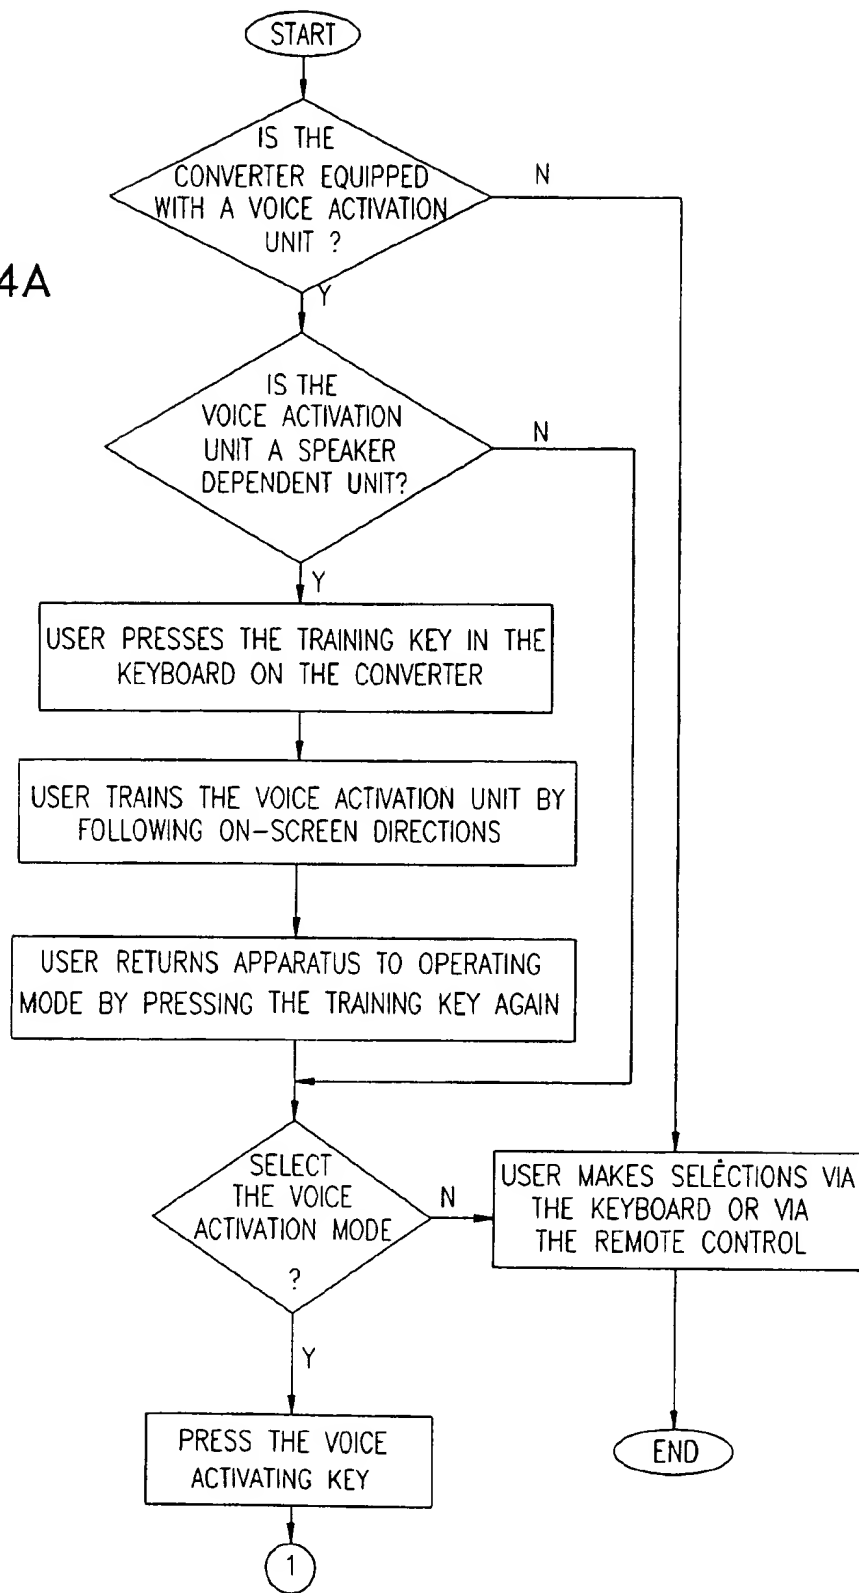 START
IS THE
CONVERTER EQUIPPED
WITH A VOICE ACTIVATION
UNIT ?
N
4A
Y
IS THE
VOICE ACTIVATION
UNIT A SPEAKER
DEPENDENT UNIT?
N
Y
USER PRESSES THE TRAINING KEY IN THE
KEYBOARD ON THE CONVERTER
USER TRAINS THE VOICE ACTIVATION UNIT BY
FOLLOWING ON-SCREEN DIRECTIONS
USER RETURNS APPARATUS TO OPERATING
MODE BY PRESSING THE TRAINING KEY AGAIN
SELECT
THE VOICE
ACTIVATION MODE
?
N
USER MAKES SELECTIONS VIA
THE KEYBOARD OR VIA
THE REMOTE CONTROL
Y
PRESS THE VOICE
ACTIVATING KEY
END
1